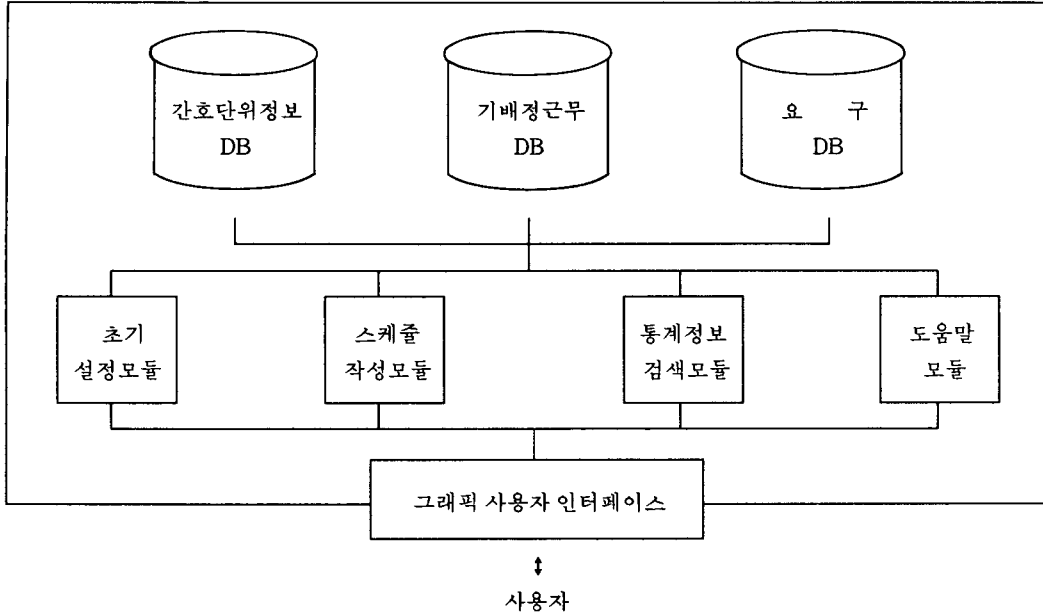 간호단위정보
DB
기배정근무
DB
요 구
DB
초기
설정모듈
스케쥴
작성모듈
통계정보
검색모듈
도움말
모듈
그래픽 사용자 인터페이스
사용자